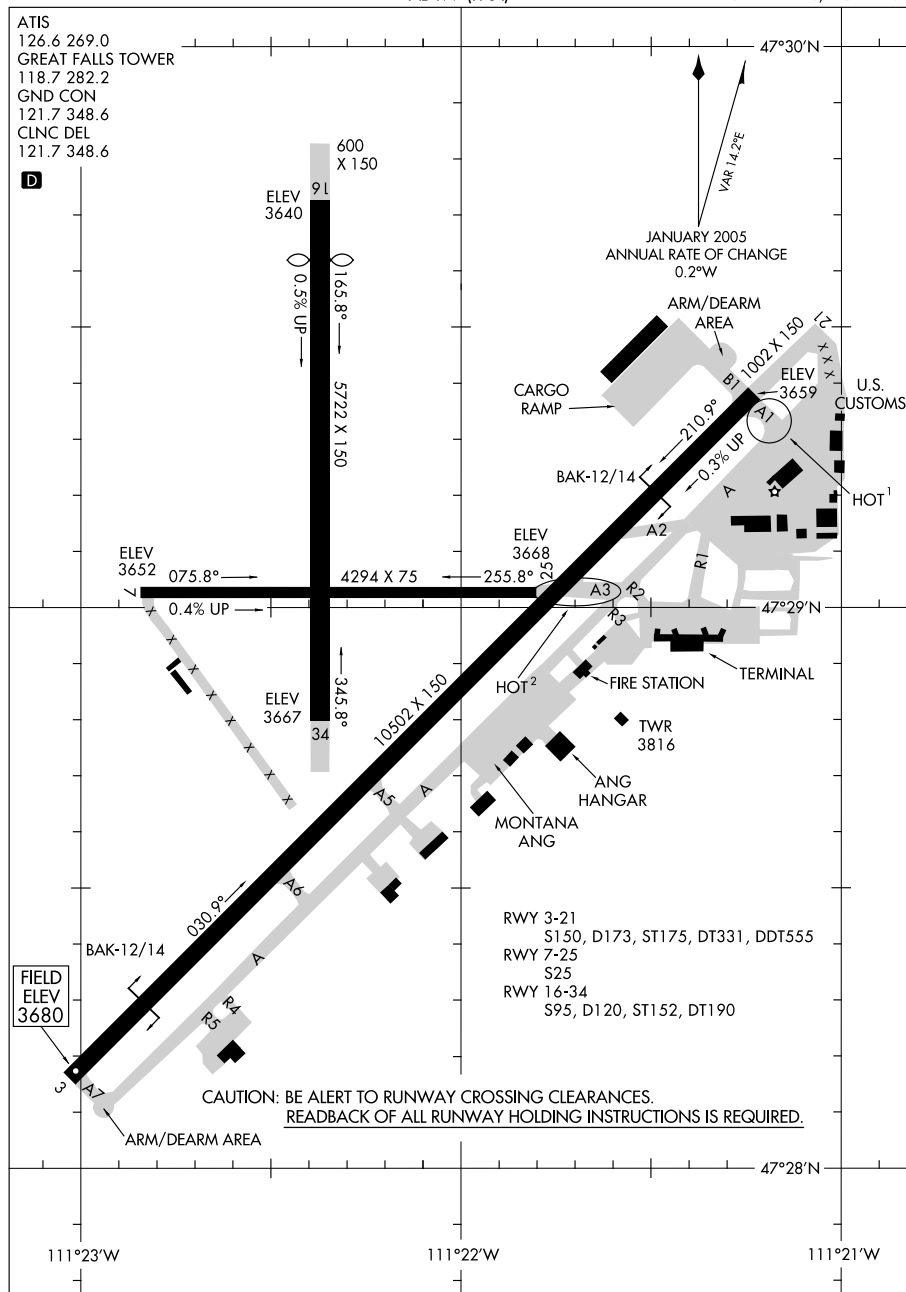 ATIS
126.6 269.0
GREAT FALLS TOWER
118.7 282.2
GND CON
121.7 348.6
CLNC DEL
121.7 348.6
D
47°30'N
600
X 150
16
ELEV
3640
VAR 14.2°E
JANUARY 2005
ANNUAL RATE OF CHANGE
0.2°W
0.5% UP
165.8°
5722 X 150
ARM/DEARM
AREA
1002 X 150
21
X X X
B1
ELEV
3659
U.S.
CUSTOMS
CARGO
RAMP
A1
210.9°
0.3% UP
BAK-12/14
A
HOT1
A2
ELEV
3668
ELEV
3652
075.8°
4294 X 75
255.8°
25
R1
7
0.4% UP
A3
R2
47°29'N
R3
X X X X X X X X
HOT2
TERMINAL
FIRE STATION
345.8°
ELEV
3667
34
10502 X 150
TWR
3816
ANG
HANGAR
MONTANA
ANG
A5
A
A6
030.9°
RWY 3-21
S150, D173, ST175, DT331, DDT555
RWY 7-25
S25
RWY 16-34
S95, D120, ST152, DT190
BAK-12/14
A
FIELD
ELEV
3680
R4
R5
3
A7
CAUTION: BE ALERT TO RUNWAY CROSSING CLEARANCES.
READBACK OF ALL RUNWAY HOLDING INSTRUCTIONS IS REQUIRED.
ARM/DEARM AREA
47°28'N
111°23'W
111°22'W
111°21'W